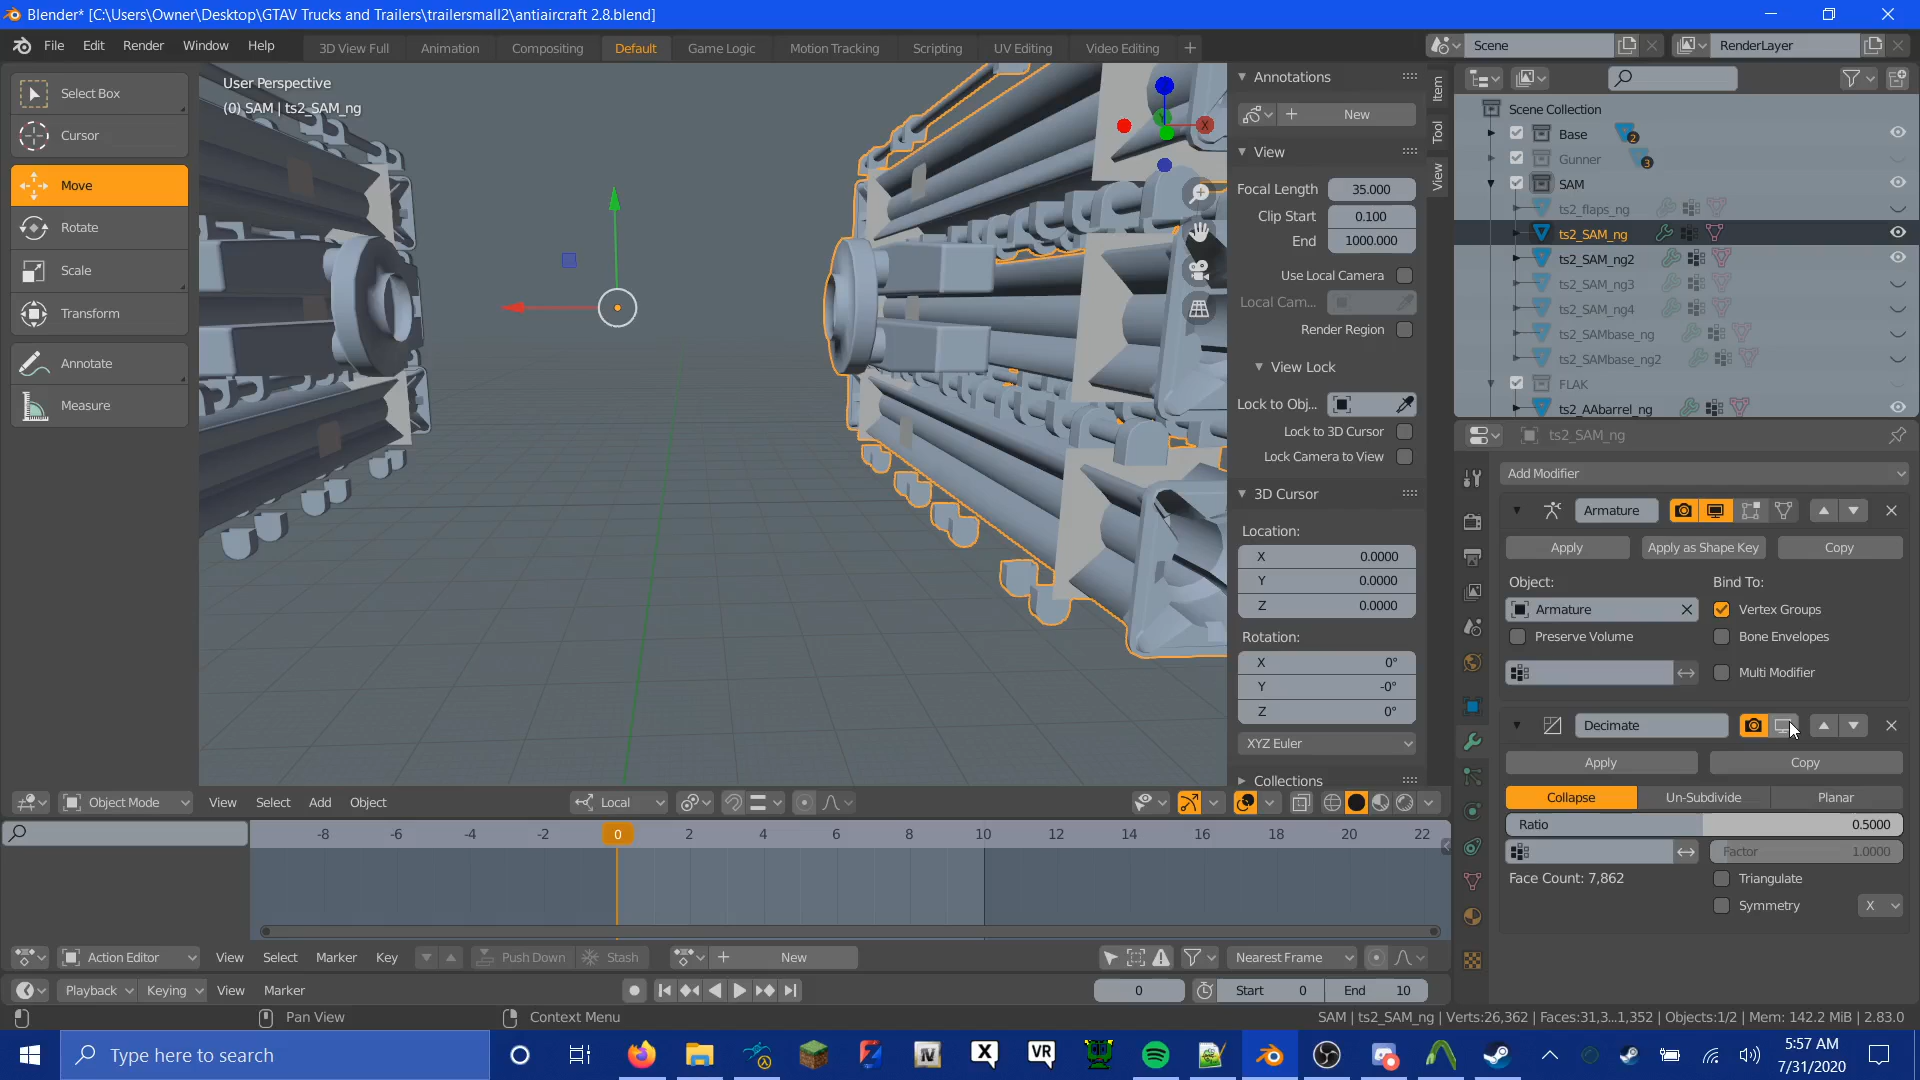 Blender* [C:\Users\Owner\Desktop\GTAV Trucks and Trailers\trailersmall2\antiaircraft 2.8.blend]
File Edit Render Window Help
3D View Full Animation Compositing Default Game Logic Motion Tracking Scripting UV Editing Video Editing +
Scene
RenderLayer
Select Box
Cursor
Move
Rotate
Scale
Transform
Annotate
Measure
User Perspective
(0) SAM | ts2_SAM_ng
X
Annotations
New
View
Focal Length 35.000
Clip Start 0.100
End 1000.000
Use Local Camera
Local Cam...
Render Region
View Lock
Lock to Obj...
Lock to 3D Cursor
Lock Camera to View
3D Cursor
Location:
X 0.0000
Y 0.0000
Z 0.0000
Rotation:
X 0°
Y -0°
Z 0°
XYZ Euler
Collections
Item
Tool
View
Scene Collection
Base 2
Gunner 3
SAM
ts2_flaps_ng
ts2_SAM_ng
ts2_SAM_ng2
ts2_SAM_ng3
ts2_SAM_ng4
ts2_SAMbase_ng
ts2_SAMbase_ng2
FLAK
ts2_AAbarrel_ng
ts2_SAM_ng
Add Modifier
Armature
Apply Apply as Shape Key Copy
Object: Bind To:
Armature Vertex Groups
Preserve Volume Bone Envelopes
Multi Modifier
Decimate
Apply Copy
Collapse Un-Subdivide Planar
Ratio 0.5000
Factor 1.0000
Face Count: 7,862 Triangulate
Symmetry X
Object Mode View Select Add Object Local
-8 -6 -4 -2 0 2 4 6 8 10 12 14 16 18 20 22
Action Editor View Select Marker Key Push Down Stash New Nearest Frame
Playback Keying View Marker 0 Start 0 End 10
Pan View Context Menu
SAM | ts2_SAM_ng | Verts:26,362 | Faces:31,3...1,352 | Objects:1/2 | Mem: 142.2 MiB | 2.83.0
Type here to search
IV
X
VR
5:57 AM
7/31/2020